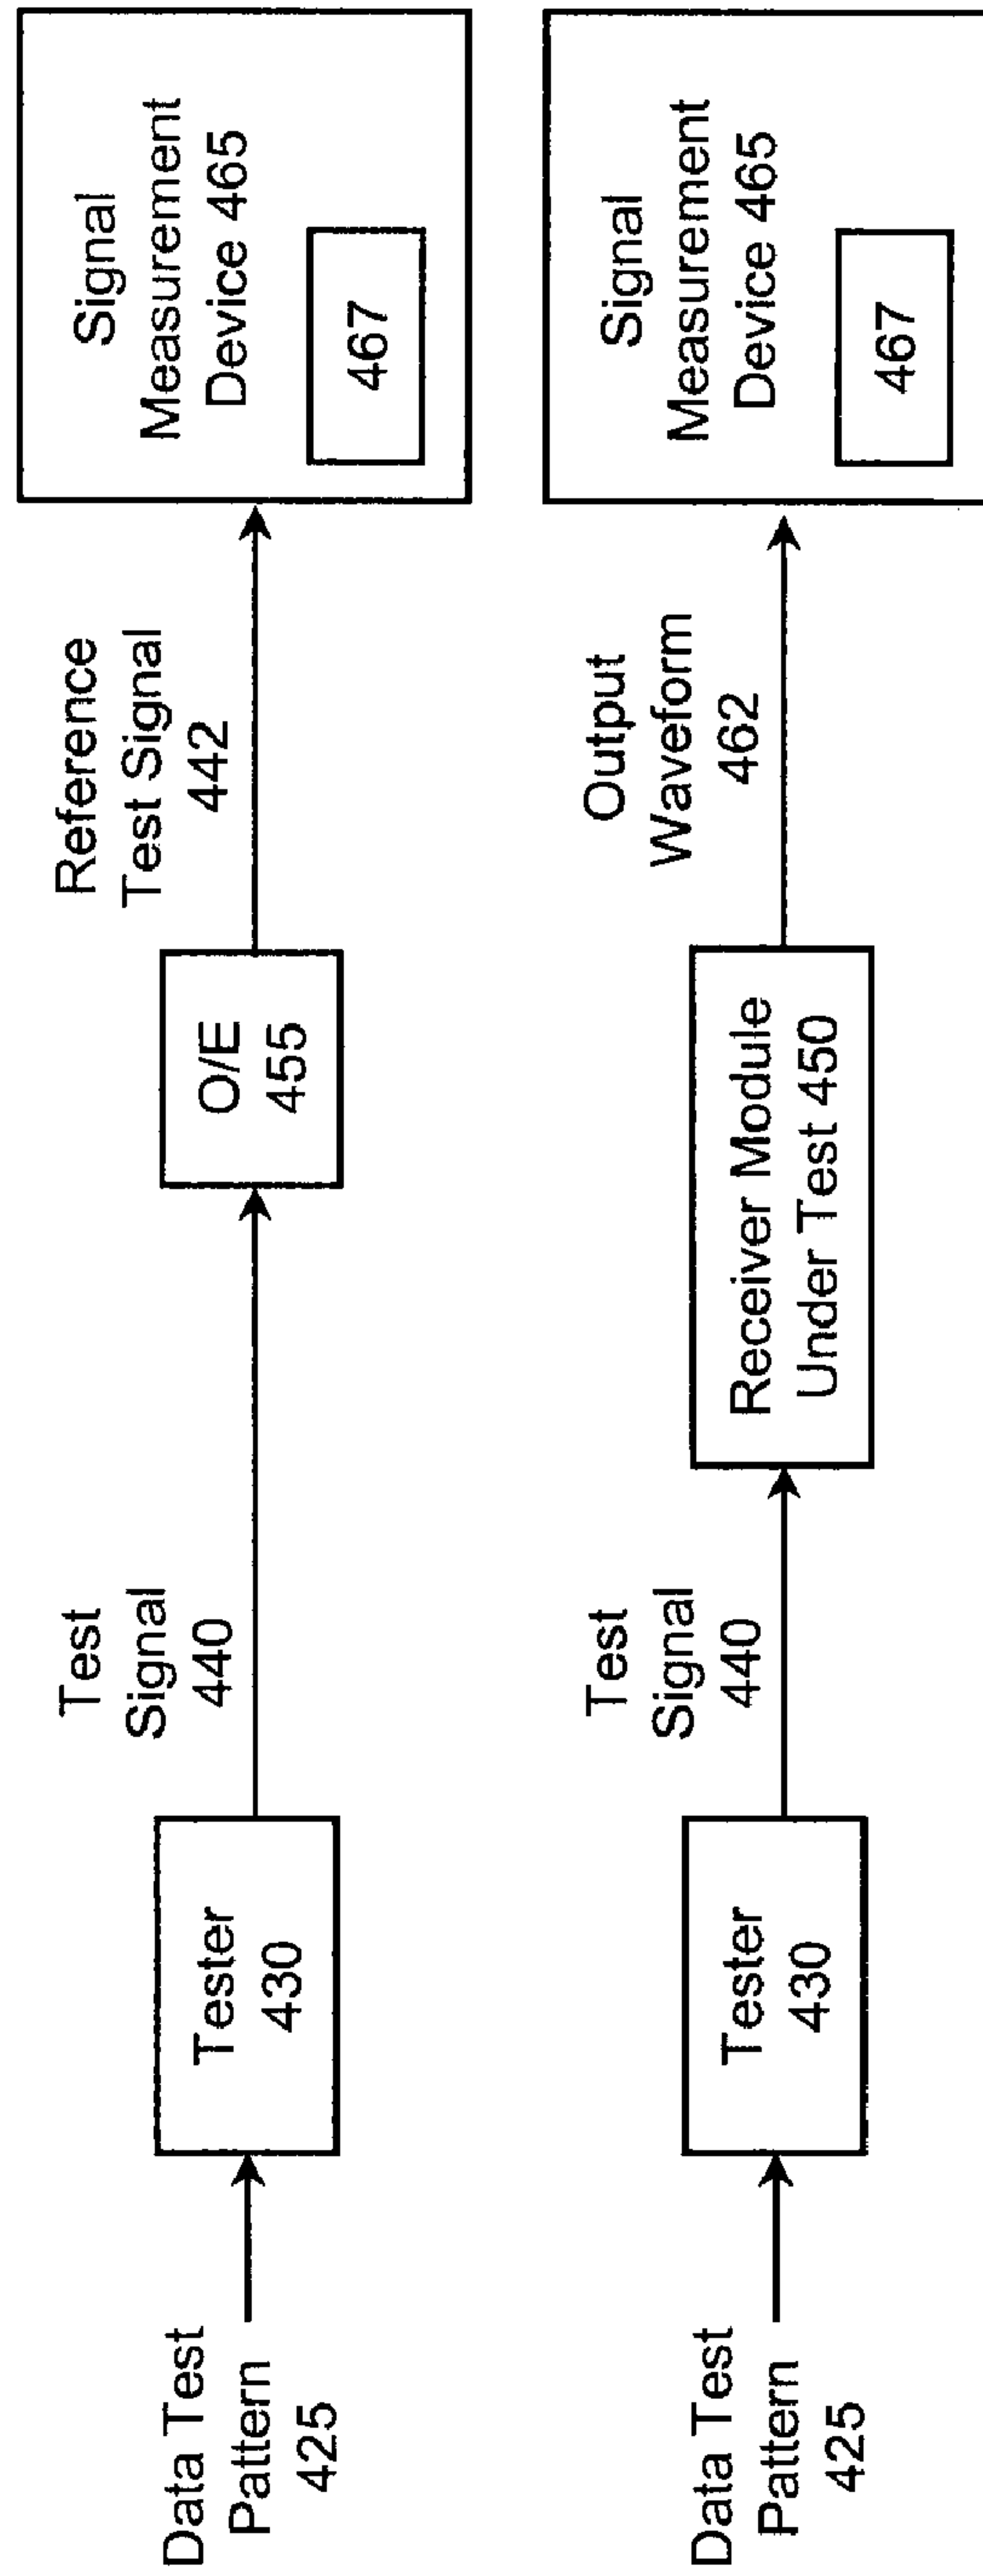 Data Test
Pattern
425
Tester
430
Test
Signal
440
O/E
455
Reference
Test Signal
442
Signal
Measurement
Device 465
467
Data Test
Pattern
425
Tester
430
Test
Signal
440
Receiver Module
Under Test 450
Output
Waveform
462
Signal
Measurement
Device 465
467